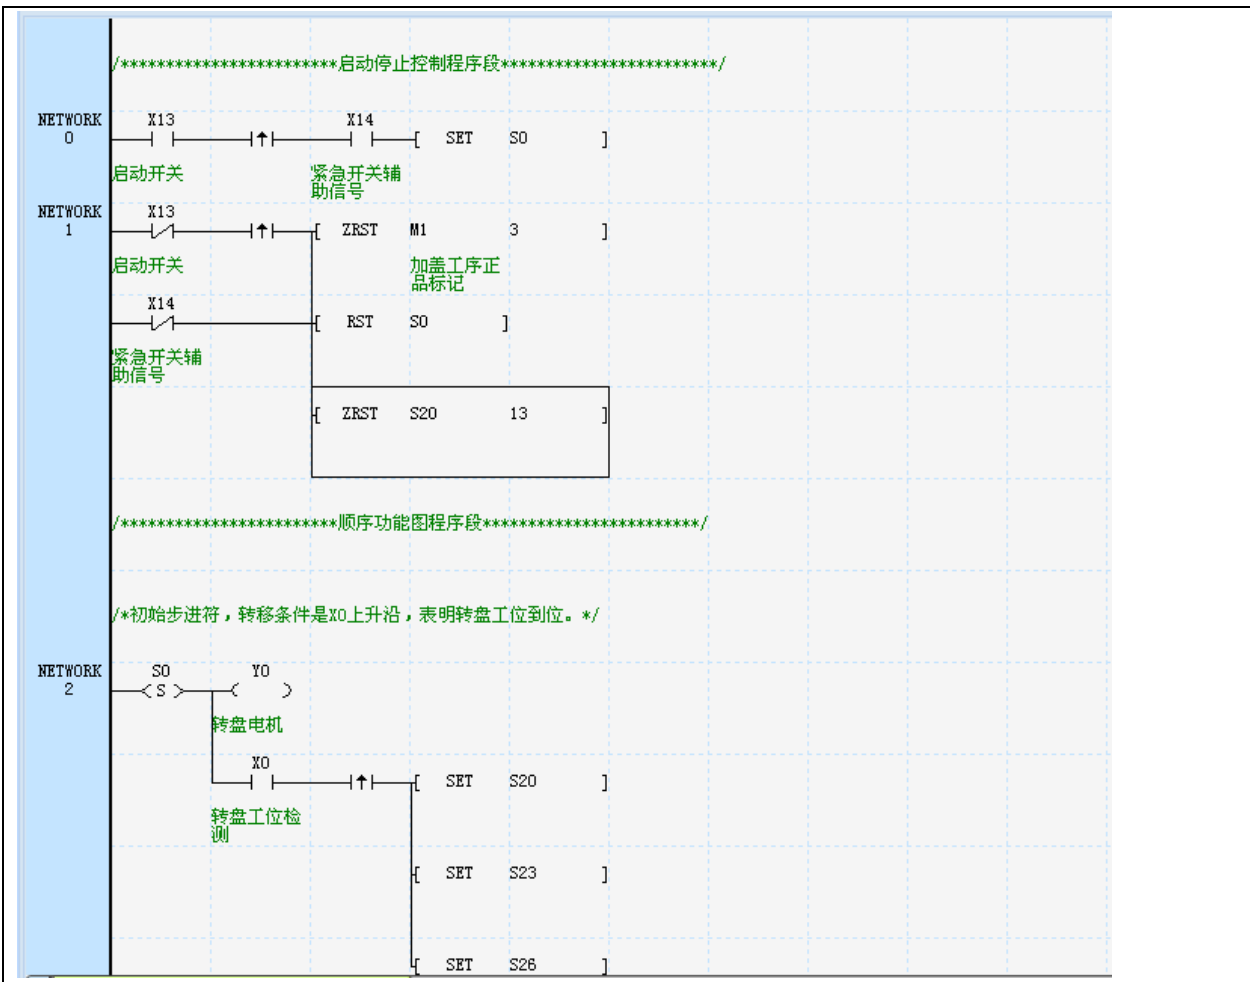 /************************启动停止控制程序段************************/
NETWORK
0
X13
X14
SET S0
启动开关
紧急开关辅
助信号
NETWORK
1
X13
ZRST M1 3
启动开关
加盖工序正
品标记
X14
RST S0
紧急开关辅
助信号
ZRST S20 13
/************************顺序功能图程序段************************/
/*初始步进符，转移条件是X0上升沿，表明转盘工位到位。*/
NETWORK
2
S0
Y0
S
转盘电机
X0
SET S20
转盘工位检
测
SET S23
SET S26